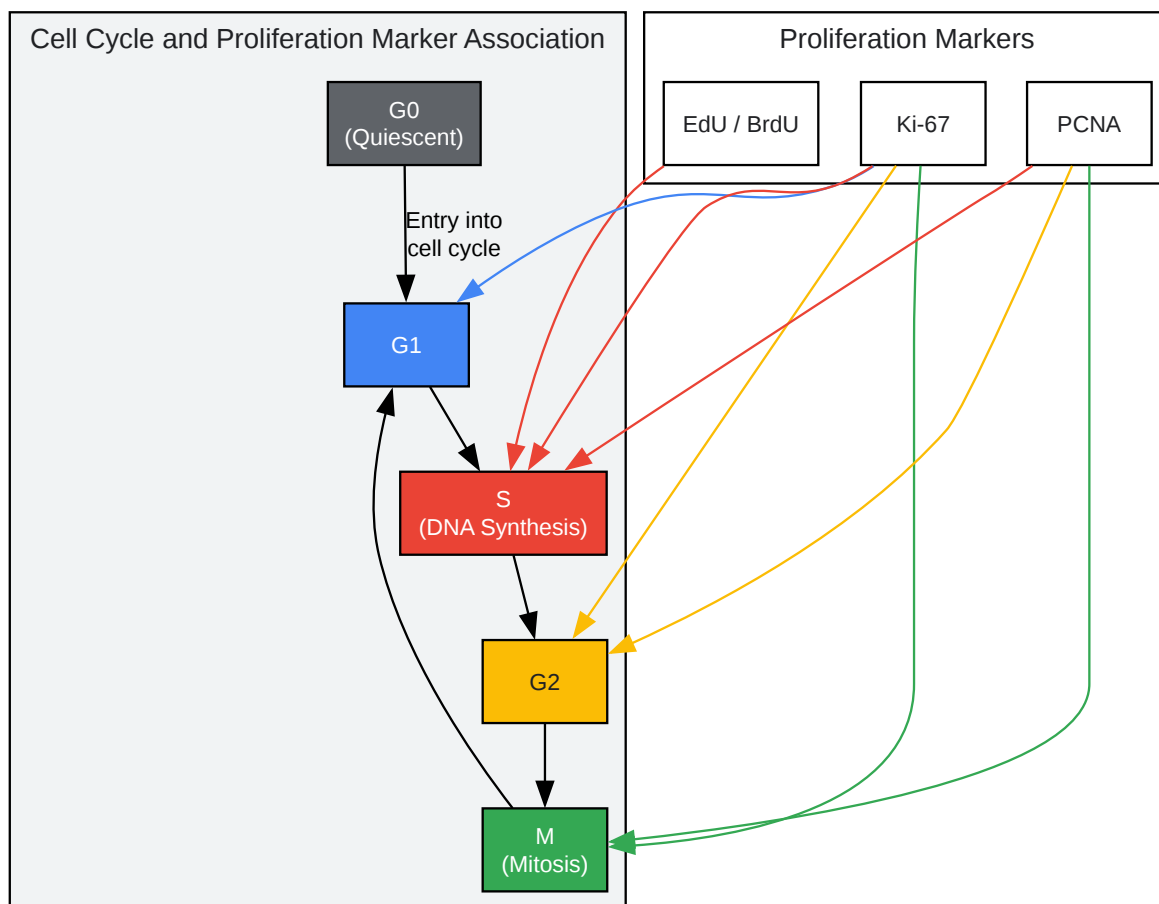 Cell Cycle and Proliferation Marker Association
Proliferation Markers
G0
(Quiescent)
EdU / BrdU
Ki-67
PCNA
Entry into
cell cycle
G1
S
(DNA Synthesis)
G2
M
(Mitosis)